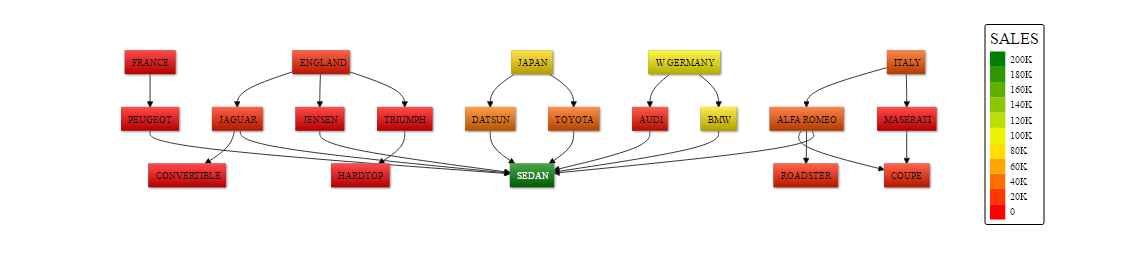 SALES
200K
180K
160K
140K
120K
100K
80K
60K
40K
20K
0
FRANCE
ENGLAND
JAPAN
W GERMANY
ITALY
PEUGEOT
JAGUAR
JENSEN
TRIUMPH
DATSUN
TOYOTA
AUDI
BMW
ALFA ROMEO
MASERATI
CONVERTIBLE
HARDTOP
SEDAN
ROADSTER
COUPE